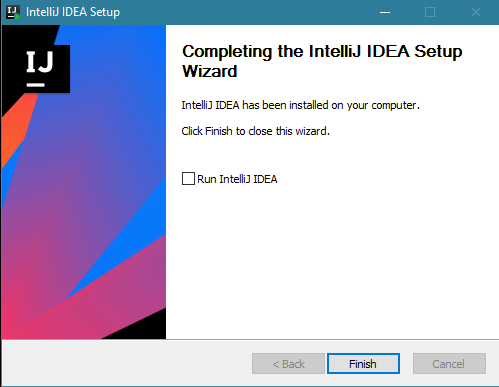 IntelliJ IDEA Setup
IJ
Completing the IntelliJ IDEA Setup
Wizard
IntelliJ IDEA has been installed on your computer.
Click Finish to close this wizard.
Run IntelliJ IDEA
< Back
Finish
Cancel